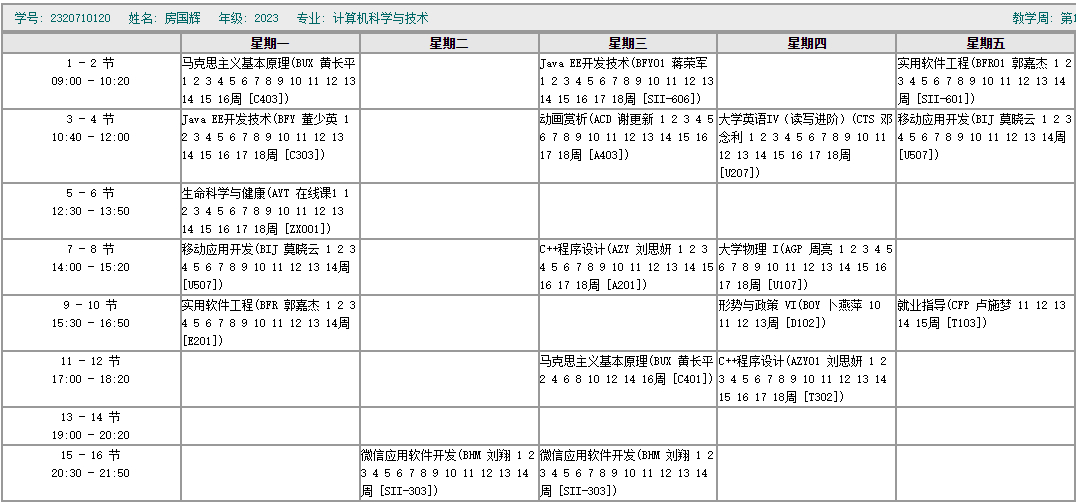 学号: 2320710120 姓名: 房国辉 年级: 2023 专业: 计算机科学与技术 教学周: 第
星期一 星期二 星期三 星期四 星期五
1 - 2 节
09:00 - 10:20
马克思主义基本原理(BUX 黄长平
1 2 3 4 5 6 7 8 9 10 11 12 13
14 15 16周 [C403])
Java EE开发技术(BFY01 蒋荣军
1 2 3 4 5 6 7 8 9 10 11 12 13
14 15 16 17 18周 [SII-606])
实用软件工程(BFR01 郭嘉杰 1 2
3 4 5 6 7 8 9 10 11 12 13 14
周 [SII-601])
3 - 4 节
10:40 - 12:00
Java EE开发技术(BFY 董少英 1
2 3 4 5 6 7 8 9 10 11 12 13
14 15 16 17 18周 [C303])
动画赏析(ACD 谢更新 1 2 3 4 5
6 7 8 9 10 11 12 13 14 15 16
17 18周 [A403])
大学英语IV（读写进阶）(CTS 邓
念利 1 2 3 4 5 6 7 8 9 10 11
12 13 14 15 16 17 18周
[U207])
移动应用开发(BIJ 莫晓云 1 2 3
4 5 6 7 8 9 10 11 12 13 14周
[U507])
5 - 6 节
12:30 - 13:50
生命科学与健康(AYT 在线课1 1
2 3 4 5 6 7 8 9 10 11 12 13
14 15 16 17 18周 [ZX001])
7 - 8 节
14:00 - 15:20
移动应用开发(BIJ 莫晓云 1 2 3
4 5 6 7 8 9 10 11 12 13 14周
[U507])
C++程序设计(AZY 刘思妍 1 2 3
4 5 6 7 8 9 10 11 12 13 14 15
16 17 18周 [A201])
大学物理 I(AGP 周亮 1 2 3 4 5
6 7 8 9 10 11 12 13 14 15 16
17 18周 [U107])
9 - 10 节
15:30 - 16:50
实用软件工程(BFR 郭嘉杰 1 2 3
4 5 6 7 8 9 10 11 12 13 14周
[E201])
形势与政策 VI(BOY 卜燕萍 10
11 12 13周 [D102])
就业指导(CFP 卢施梦 11 12 13
14 15周 [T103])
11 - 12 节
17:00 - 18:20
马克思主义基本原理(BUX 黄长平
2 4 6 8 10 12 14 16周 [C401])
C++程序设计(AZY01 刘思妍 1 2
3 4 5 6 7 8 9 10 11 12 13 14
15 16 17 18周 [T302])
13 - 14 节
19:00 - 20:20
15 - 16 节
20:30 - 21:50
微信应用软件开发(BHM 刘翔 1 2
3 4 5 6 7 8 9 10 11 12 13 14
周 [SII-303])
微信应用软件开发(BHM 刘翔 1 2
3 4 5 6 7 8 9 10 11 12 13 14
周 [SII-303])